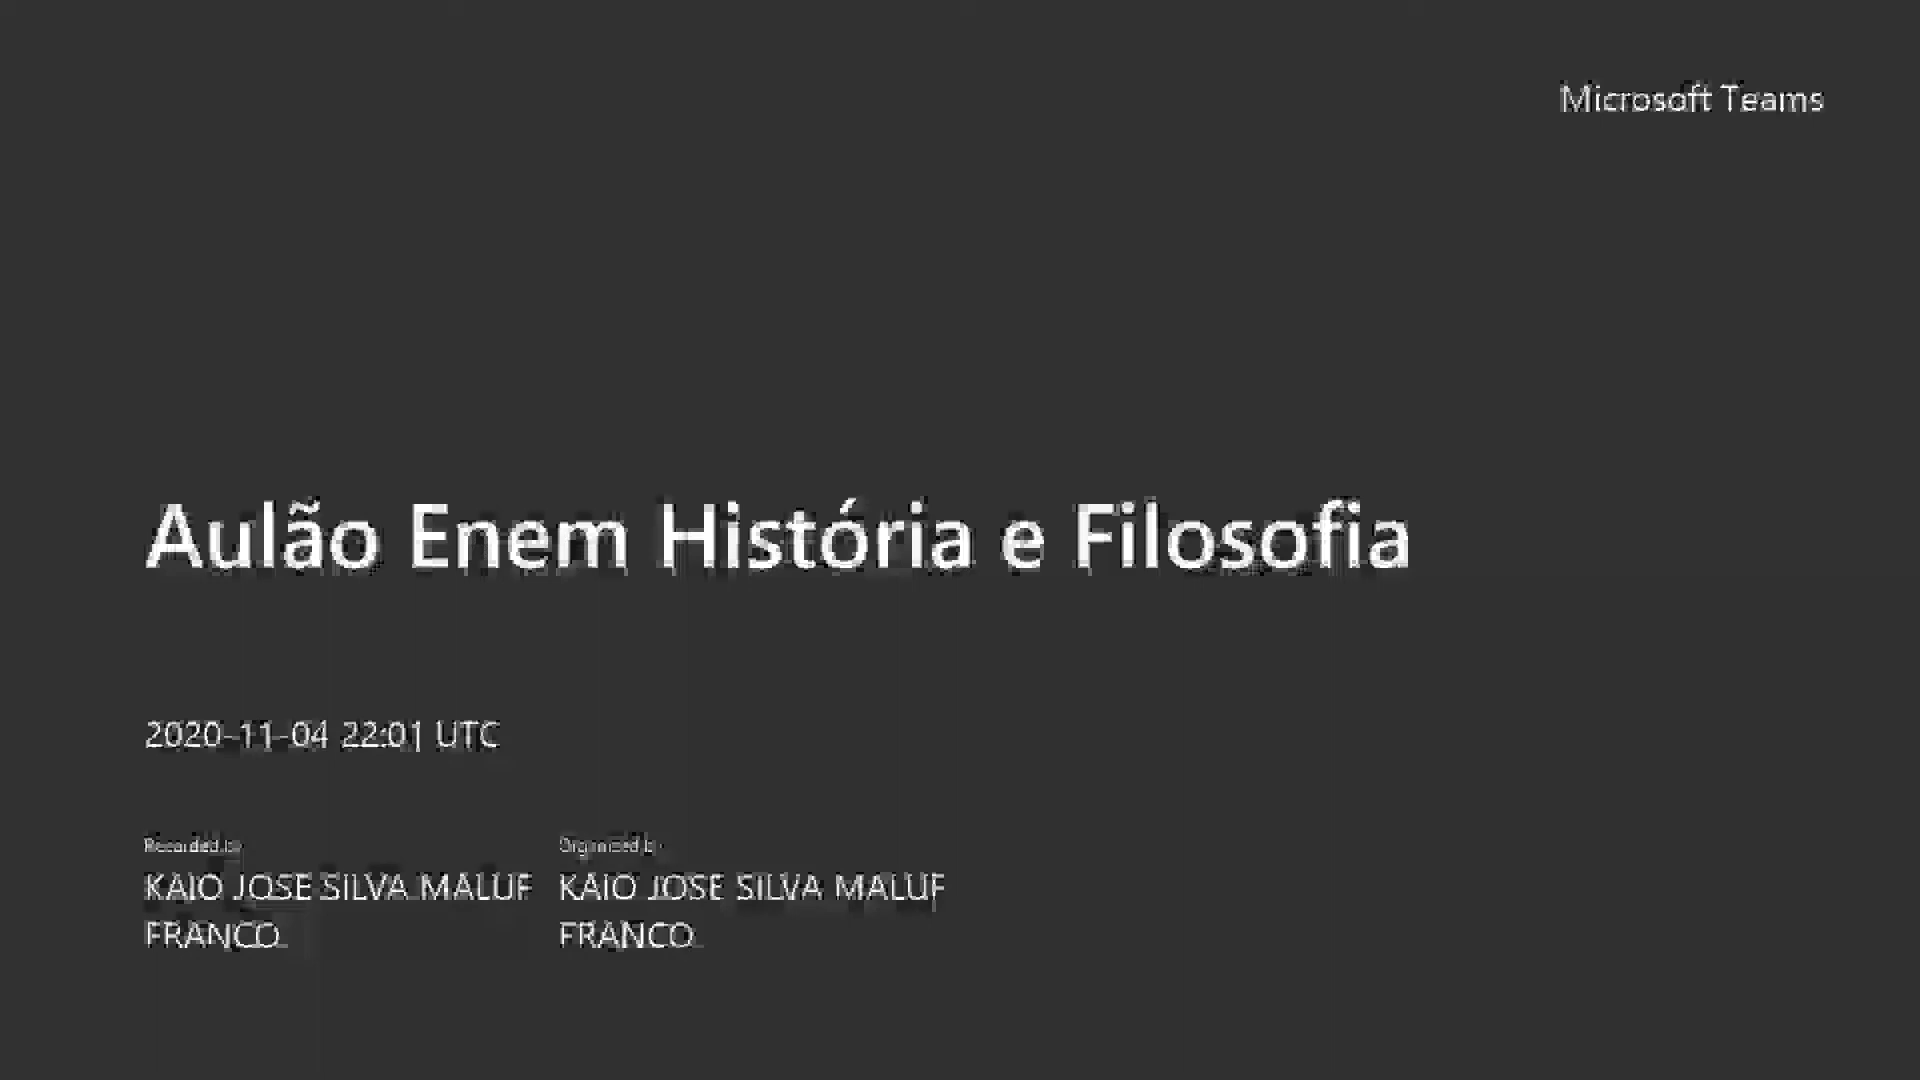 Microsoft Teams
Aulão Enem História e Filosofia
2020-11-04 22:01 UTC
Recorded by
Organized by
KAIO JOSE SILVA MALUF
FRANCO
KAIO JOSE SILVA MALUF
FRANCO